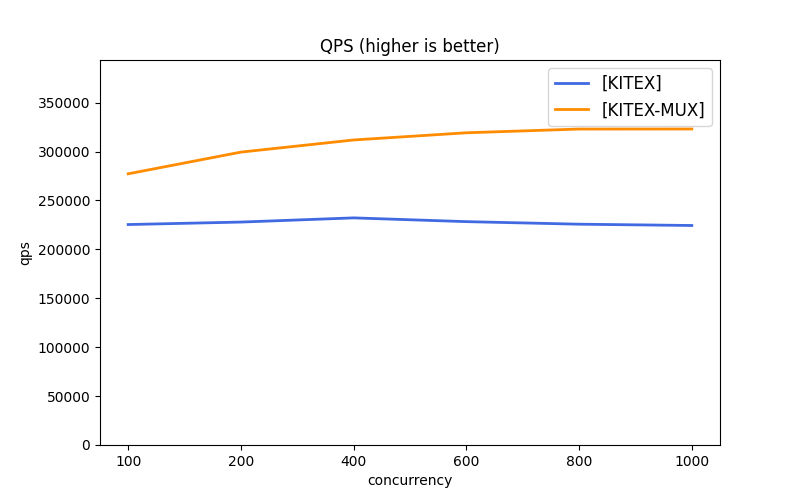 QPS (higher is better)
[KITEX]
[KITEX-MUX]
350000
300000
250000
200000
150000
100000
50000
0
qps
100 200 400 600 800 1000
concurrency